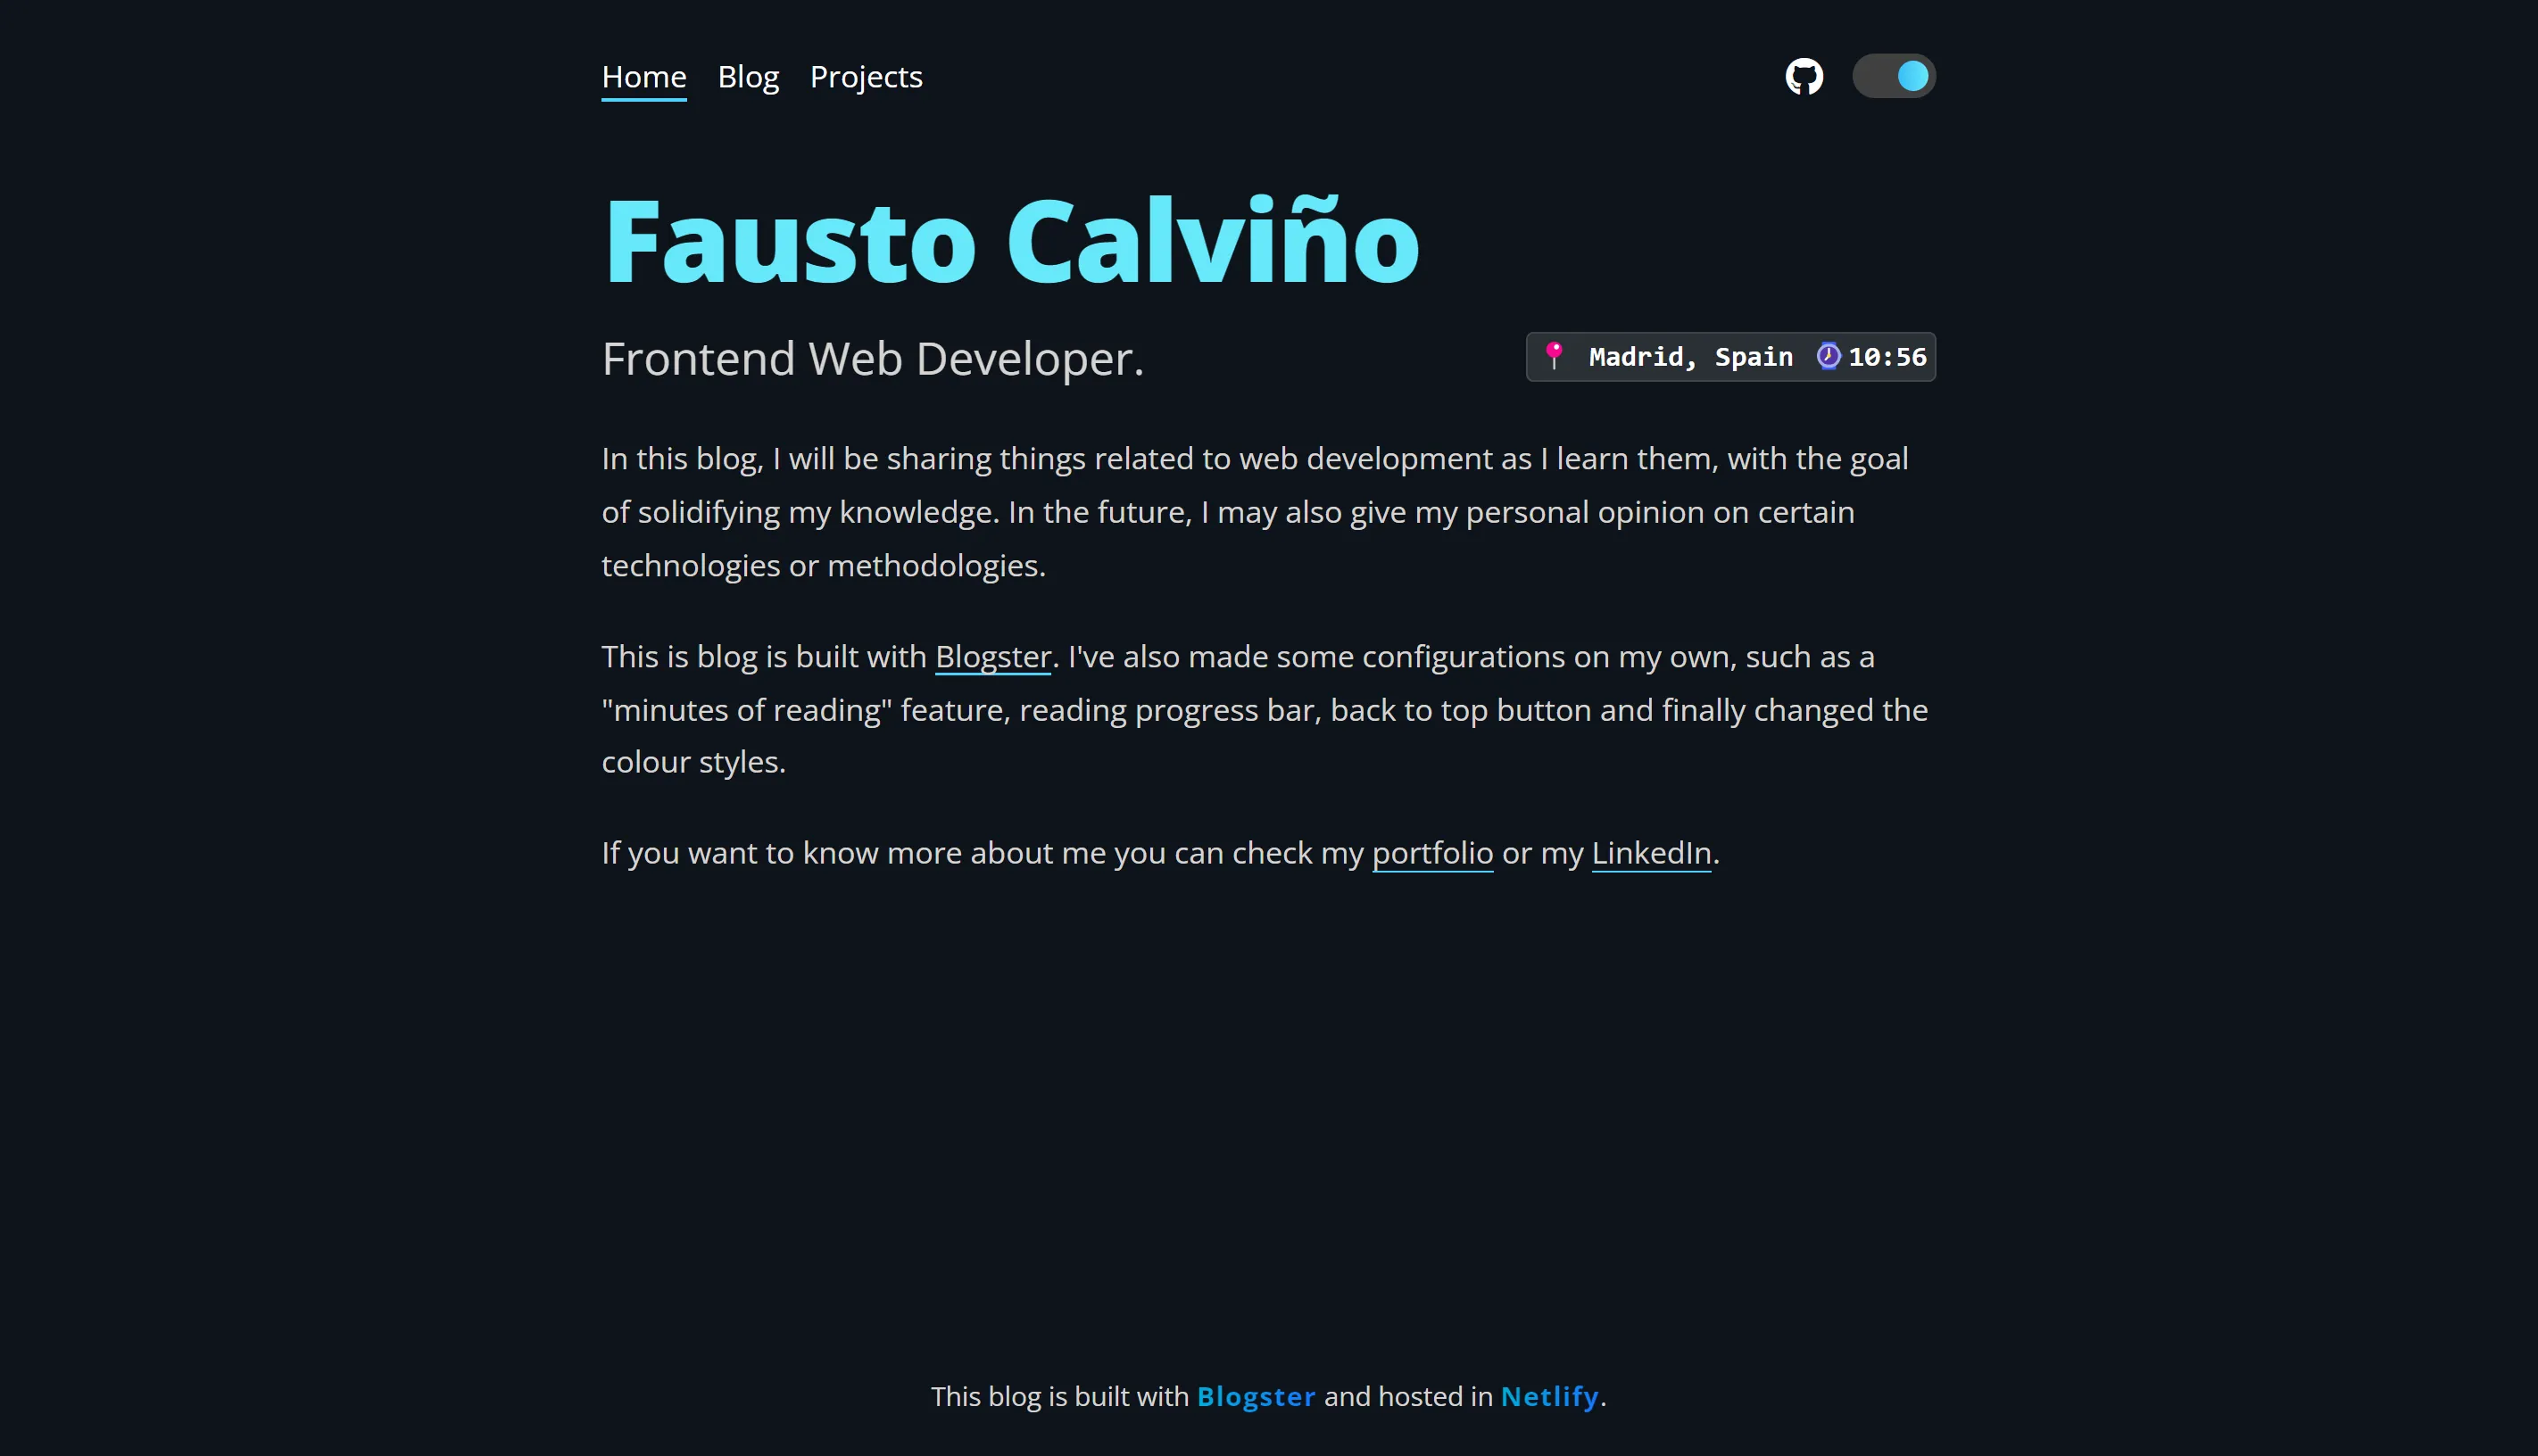 Home Blog Projects
Fausto Calviño
Frontend Web Developer.
📍 Madrid, Spain ⌚10:56
In this blog, I will be sharing things related to web development as I learn them, with the goal
of solidifying my knowledge. In the future, I may also give my personal opinion on certain
technologies or methodologies.
This is blog is built with Blogster. I've also made some configurations on my own, such as a
"minutes of reading" feature, reading progress bar, back to top button and finally changed the
colour styles.
If you want to know more about me you can check my portfolio or my LinkedIn.
This blog is built with Blogster and hosted in Netlify.